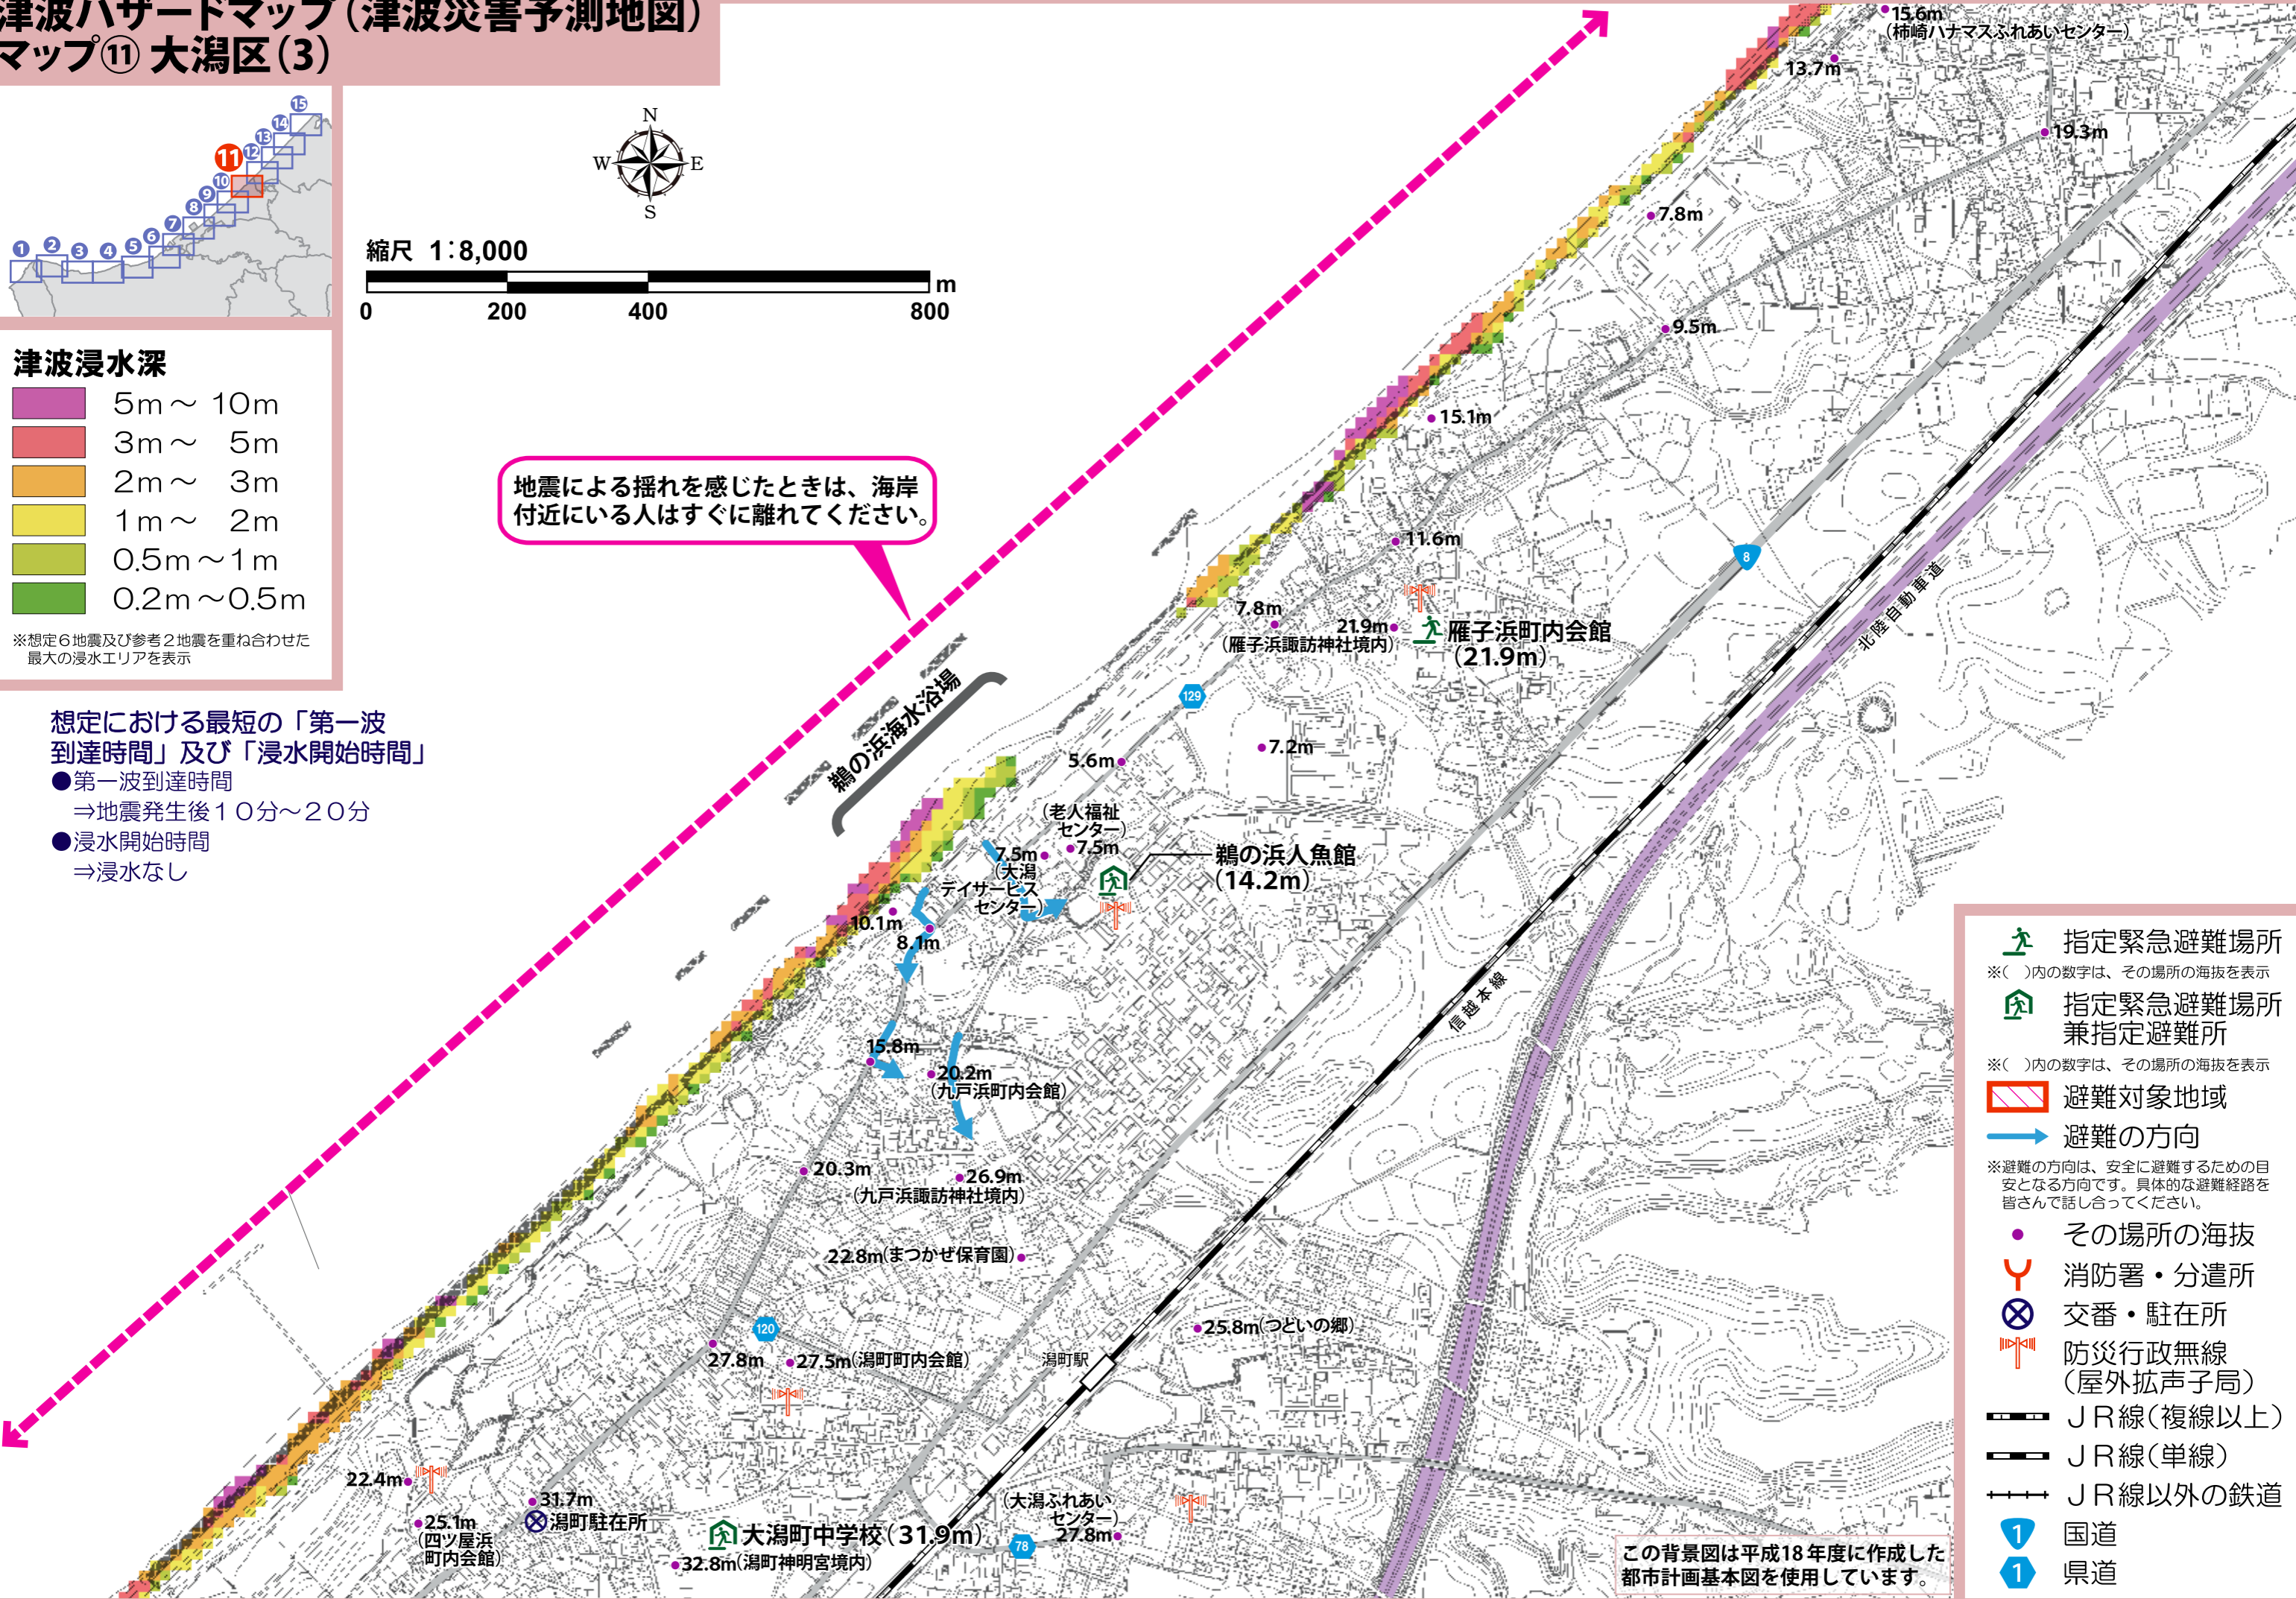 津波ハザードマップ（津波災害予測地図）
マップ⑪ 大潟区（3）
1
2
3
4
5
6
7
8
9
10
11
12
13
14
15
N
W
E
S
縮尺 1：8,000
m
0
200
400
800
津波浸水深
5m～ 10m
3m～ 5m
2m～ 3m
1m～ 2m
0.5m～1m
0.2m～0.5m
※想定６地震及び参考２地震を重ね合わせた
最大の浸水エリアを表示
想定における最短の「第一波
到達時間」及び「浸水開始時間」
●第一波到達時間
⇒地震発生後１０分～２０分
●浸水開始時間
⇒浸水なし
地震による揺れを感じたときは、海岸
付近にいる人はすぐに離れてください。
15.6m
（柿崎ハナマスふれあいセンター）
13.7m
19.3m
7.8m
9.5m
15.1m
11.6m
8
北陸自動車道
7.8m
（雁子浜諏訪神社境内）
21.9m
雁子浜町内会館
（21.9m）
129
鵜の浜海水浴場
7.2m
5.6m
（老人福祉
センター）
7.5m
7.5m
（大潟
デイサービス
センター）
鵜の浜人魚館
（14.2m）
10.1m
8.1m
信越本線
15.8m
20.2m
（九戸浜町内会館）
20.3m
26.9m
（九戸浜諏訪神社境内）
22.8m（まつかぜ保育園）
120
27.8m
27.5m（潟町町内会館）
潟町駅
25.8m（つどいの郷）
22.4m
25.1m
（四ツ屋浜
町内会館）
31.7m
潟町駐在所
大潟町中学校（31.9m）
32.8m（潟町神明宮境内）
78
（大潟ふれあい
センター）
27.8m
この背景図は平成18年度に作成した
都市計画基本図を使用しています。
指定緊急避難場所
※（　）内の数字は、その場所の海抜を表示
指定緊急避難場所
兼指定避難所
※（　）内の数字は、その場所の海抜を表示
避難対象地域
避難の方向
※避難の方向は、安全に避難するための目
安となる方向です。具体的な避難経路を
皆さんで話し合ってください。
その場所の海抜
消防署・分遣所
交番・駐在所
防災行政無線
（屋外拡声子局）
ＪＲ線（複線以上）
ＪＲ線（単線）
ＪＲ線以外の鉄道
1
国道
1
県道